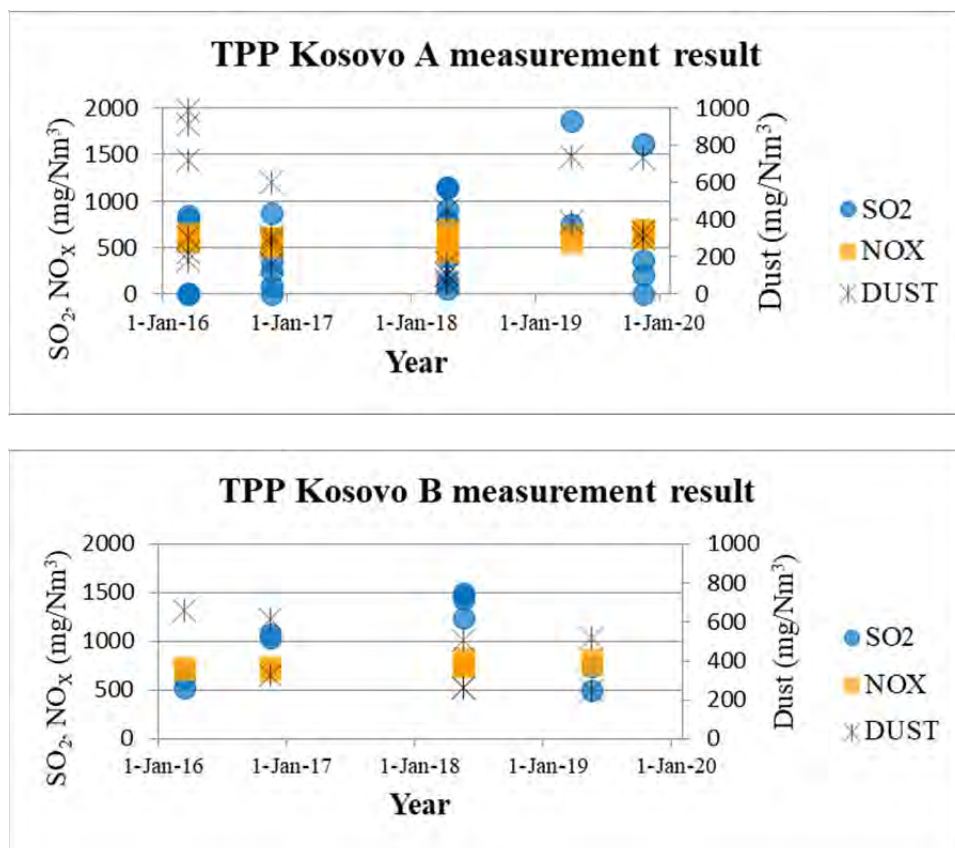 TPP Kosovo A measurement result
SO₂, NOₓ (mg/Nm³)
2000
1500
1000
500
0
1000
800
600
400
200
0
Dust (mg/Nm³)
1-Jan-16 1-Jan-17 1-Jan-18 1-Jan-19 1-Jan-20
Year
SO2
NOX
DUST
TPP Kosovo B measurement result
SO₂, NOₓ (mg/Nm³)
2000
1500
1000
500
0
1000
800
600
400
200
0
Dust (mg/Nm³)
1-Jan-16 1-Jan-17 1-Jan-18 1-Jan-19 1-Jan-20
Year
SO2
NOX
DUST